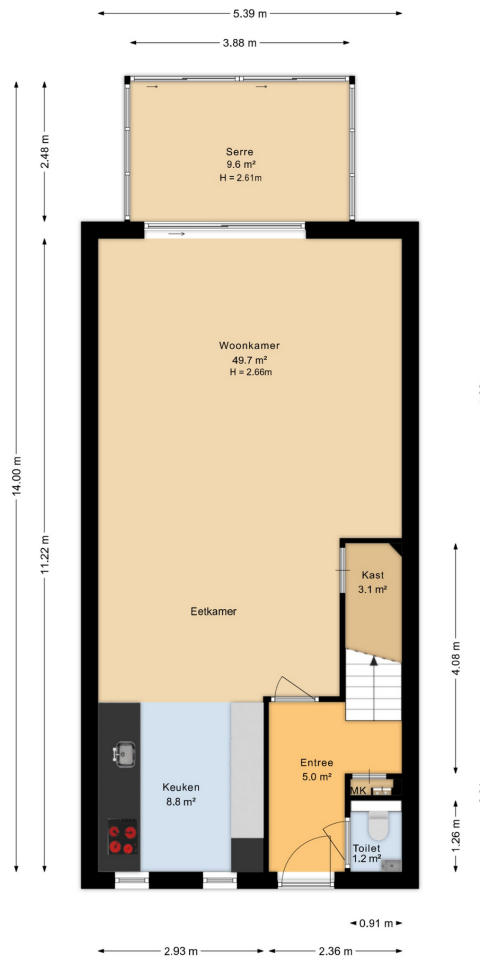 5.39 m
3.88 m
2.48 m
Serre
9.6 m²
H = 2.61m
Woonkamer
49.7 m²
H = 2.66m
14.00 m
11.22 m
Kast
3.1 m²
Eetkamer
4.08 m
Entree
5.0 m²
Keuken
8.8 m²
MK
Toilet
1.2 m²
1.26 m
0.91 m
2.93 m
2.36 m